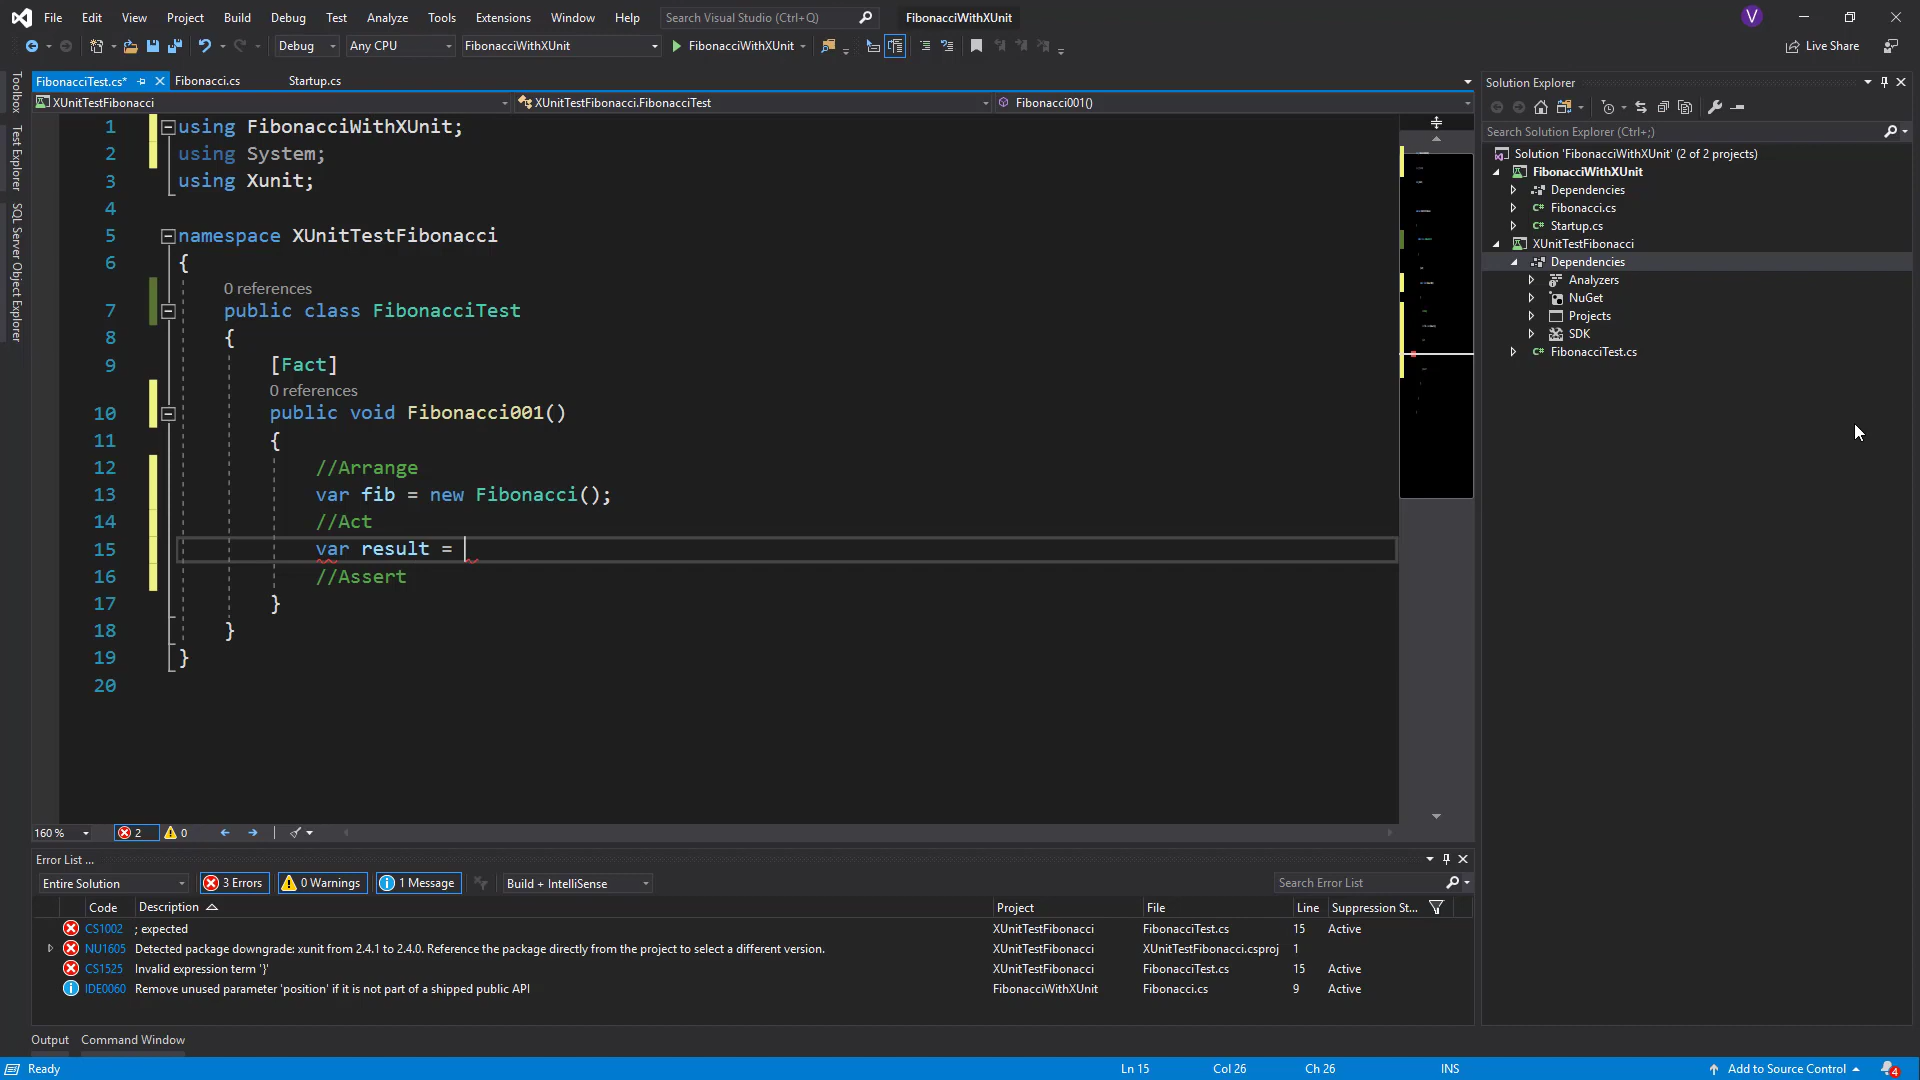 File Edit View Project Build Debug Test Analyze Tools Extensions Window Help Search Visual Studio (Ctrl+Q) FibonacciWithXUnit V
Debug Any CPU FibonacciWithXUnit FibonacciWithXUnit Live Share
FibonacciTest.cs* Fibonacci.cs Startup.cs
XUnitTestFibonacci XUnitTestFibonacci.FibonacciTest Fibonacci001()
Toolbox
Test Explorer
SQL Server Object Explorer
1 using FibonacciWithXUnit;
2 using System;
3 using Xunit;
4
5 namespace XUnitTestFibonacci
6 {
0 references
7 public class FibonacciTest
8 {
9 [Fact]
0 references
10 public void Fibonacci001()
11 {
12 //Arrange
13 var fib = new Fibonacci();
14 //Act
15 var result =
16 //Assert
17 }
18 }
19 }
20
160 % 2 0
Solution Explorer
Search Solution Explorer (Ctrl+;)
Solution 'FibonacciWithXUnit' (2 of 2 projects)
FibonacciWithXUnit
Dependencies
C# Fibonacci.cs
C# Startup.cs
XUnitTestFibonacci
Dependencies
Analyzers
NuGet
Projects
SDK
C# FibonacciTest.cs
Error List ...
Entire Solution 3 Errors 0 Warnings 1 Message Build + IntelliSense Search Error List
Code Description Project File Line Suppression St...
CS1002 ; expected XUnitTestFibonacci FibonacciTest.cs 15 Active
NU1605 Detected package downgrade: xunit from 2.4.1 to 2.4.0. Reference the package directly from the project to select a different version. XUnitTestFibonacci XUnitTestFibonacci.csproj 1
CS1525 Invalid expression term '}' XUnitTestFibonacci FibonacciTest.cs 15 Active
IDE0060 Remove unused parameter 'position' if it is not part of a shipped public API FibonacciWithXUnit Fibonacci.cs 9 Active
Output Command Window
Ready Ln 15 Col 26 Ch 26 INS Add to Source Control 4